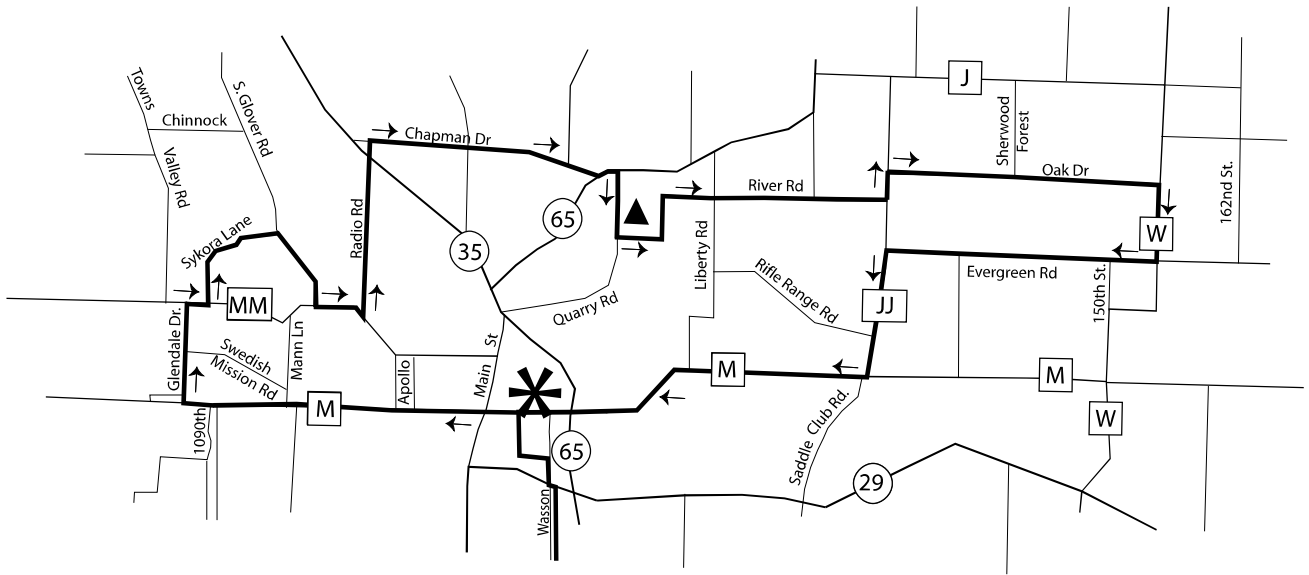 J
Towns
Valley Rd
Chinnock
S. Glover Rd
Chapman Dr
Sherwood
Forest
Oak Dr
162nd St.
River Rd
Radio Rd
65
35
Sykora Lane
W
Liberty Rd
Rifle Range Rd
Evergreen Rd
150th St.
MM
JJ
Quarry Rd
Glendale Dr.
Swedish
Mission Rd
Mann Ln
Apollo
Main
St
M
M
M
W
1090th
65
Saddle Club Rd.
29
Wasson